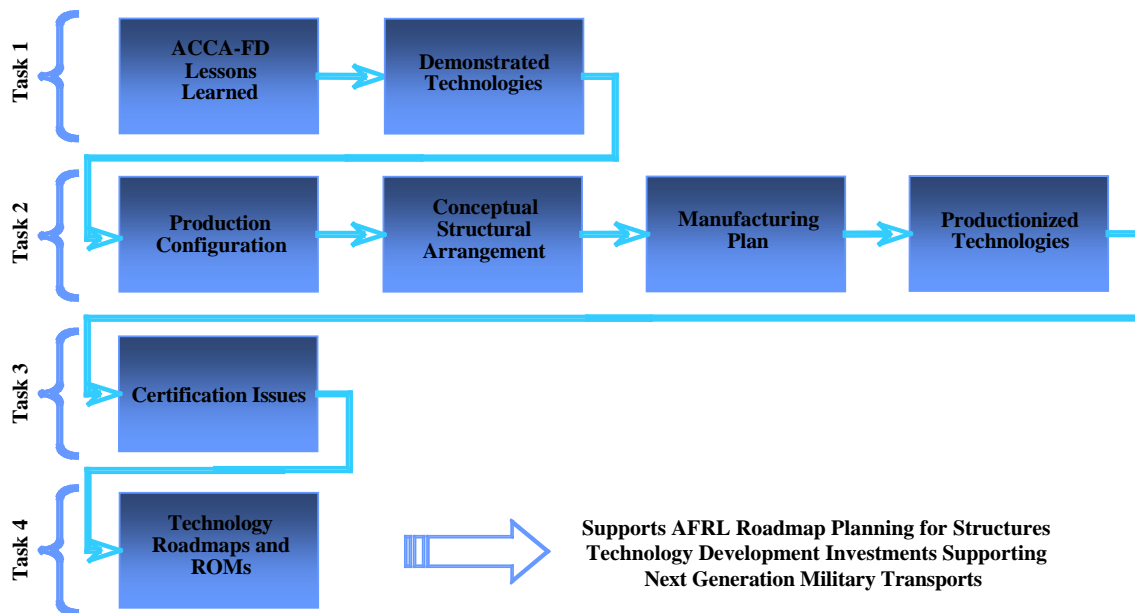 Task 1
ACCA-FD
Lessons
Learned
Demonstrated
Technologies
Task 2
Production
Configuration
Conceptual
Structural
Arrangement
Manufacturing
Plan
Productionized
Technologies
Task 3
Certification Issues
Task 4
Technology
Roadmaps and
ROMs
Supports AFRL Roadmap Planning for Structures
Technology Development Investments Supporting
Next Generation Military Transports